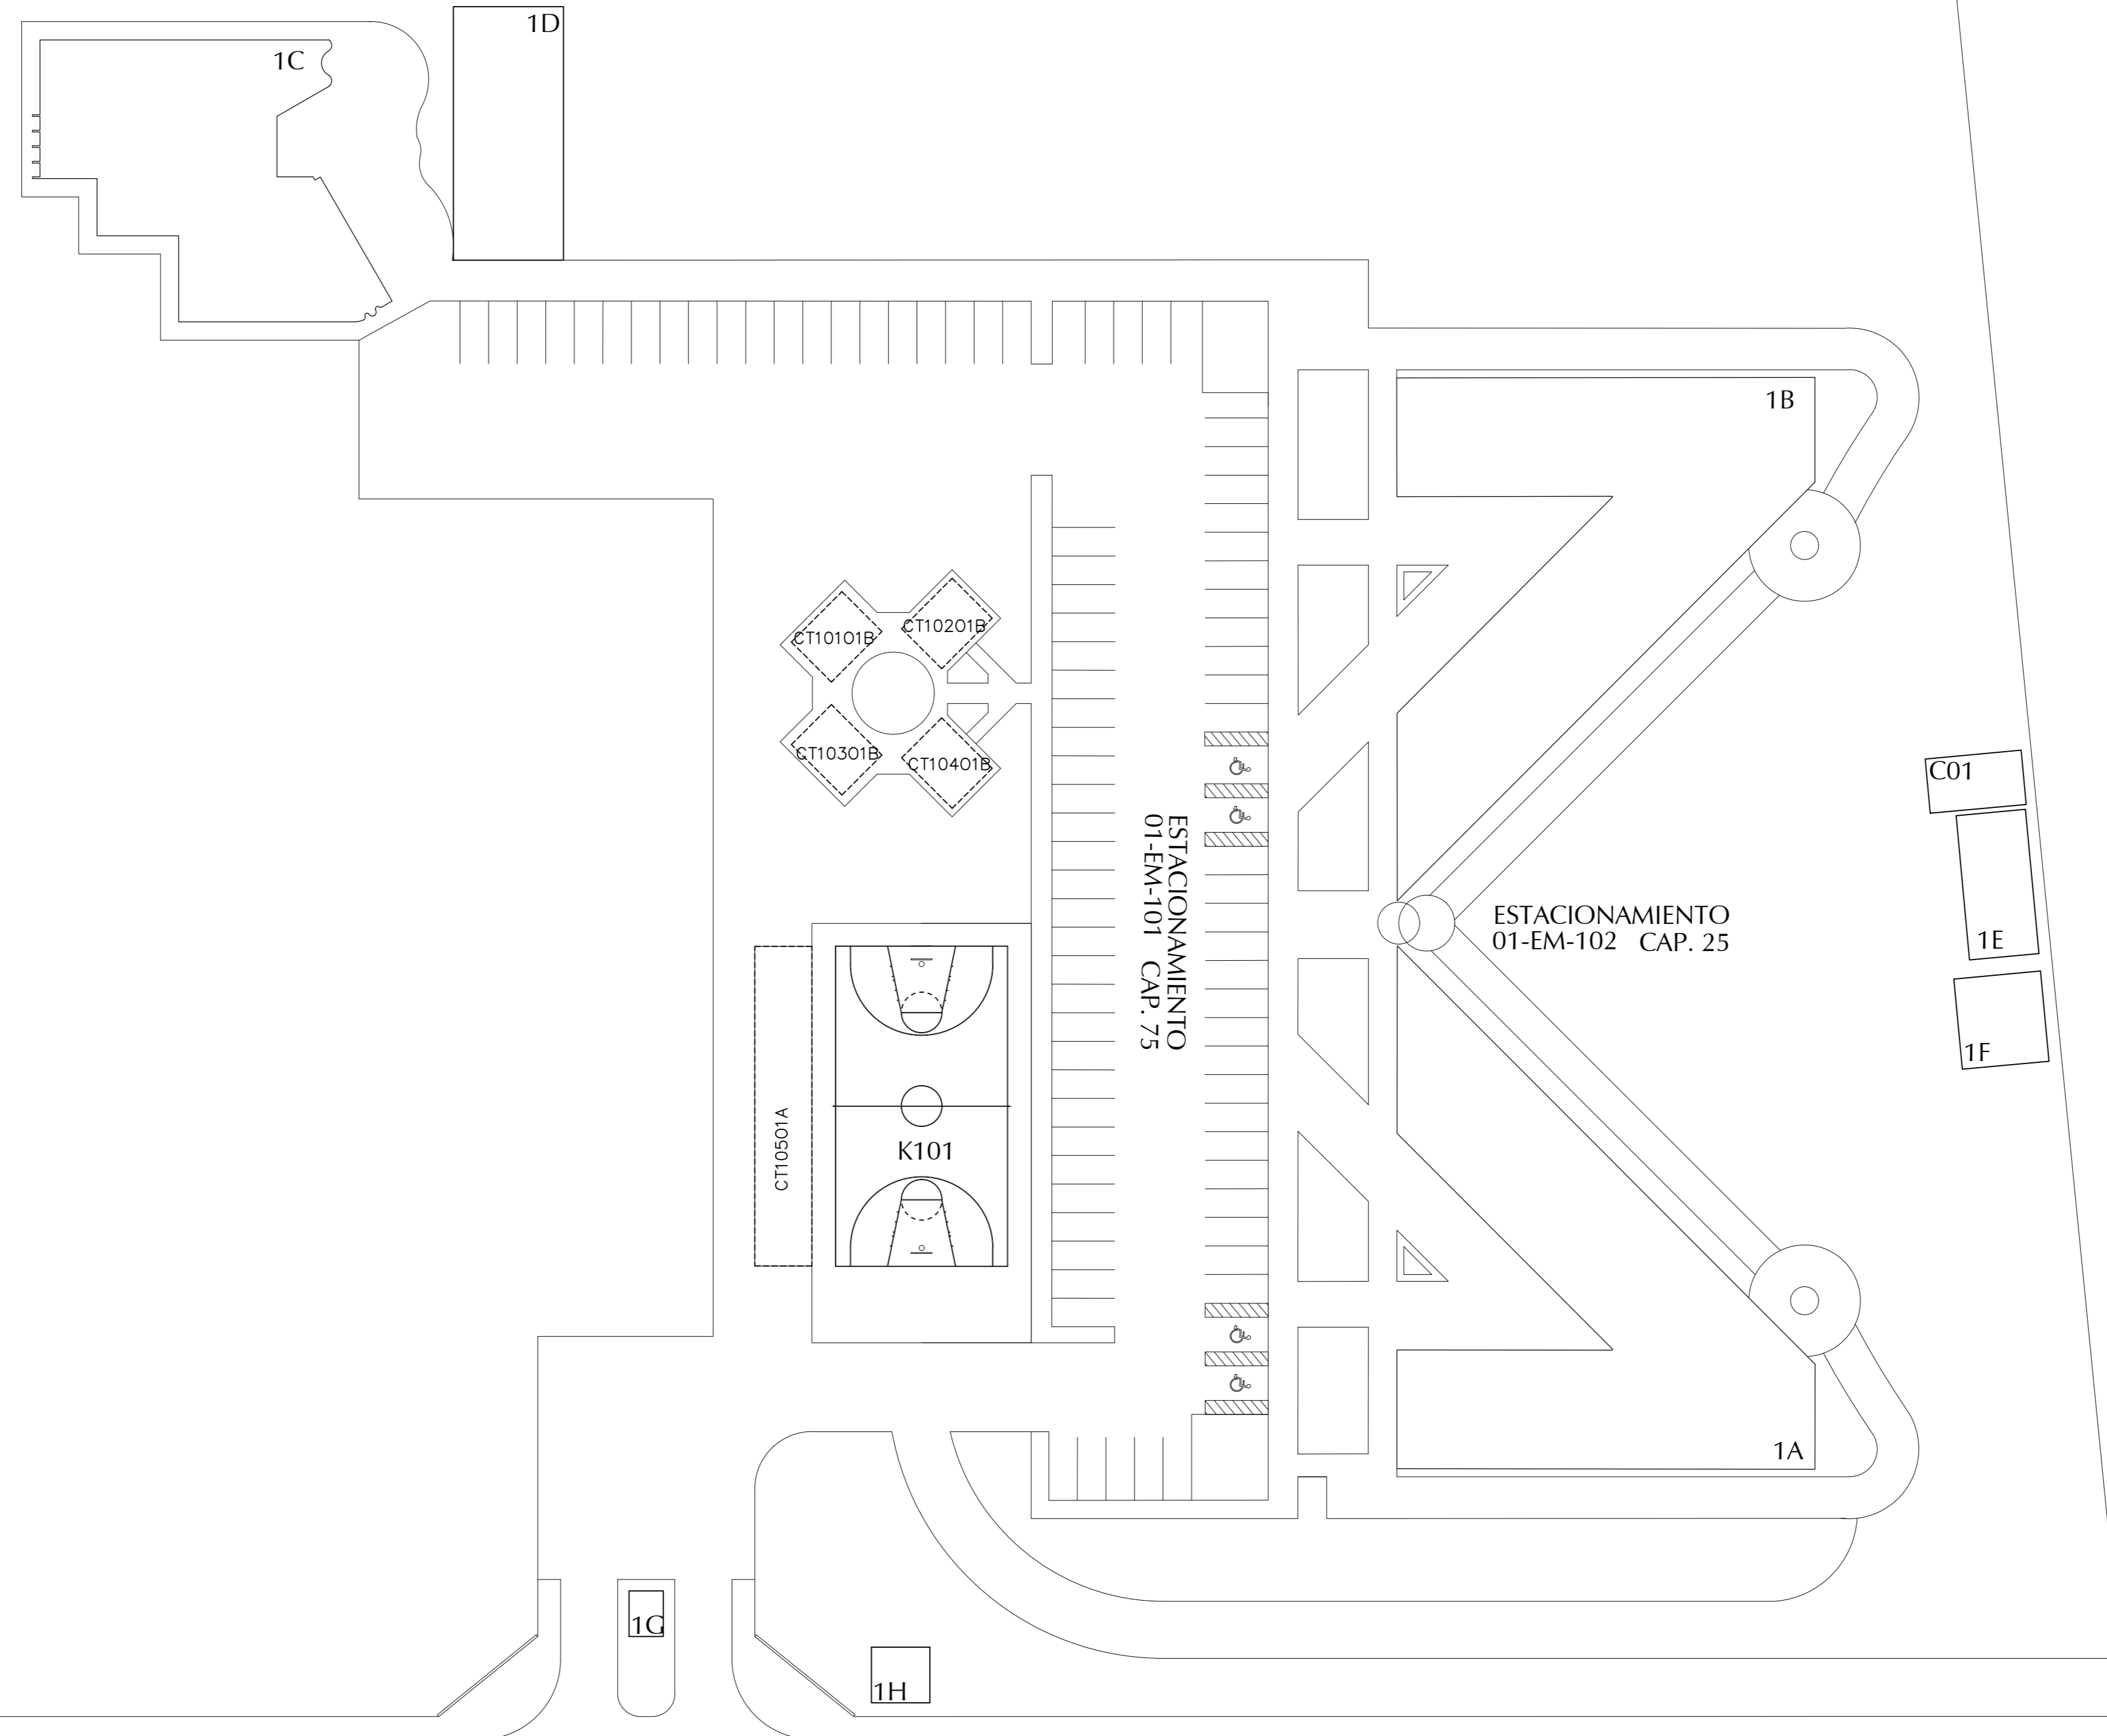 1D
1C
1B
CT10101B
CT10201B
CT10301B
CT10401B
C01
ESTACIONAMIENTO
01-EM-101 CAP. 75
ESTACIONAMIENTO
01-EM-102 CAP. 25
1E
1F
CT10501A
K101
1A
1G
1H